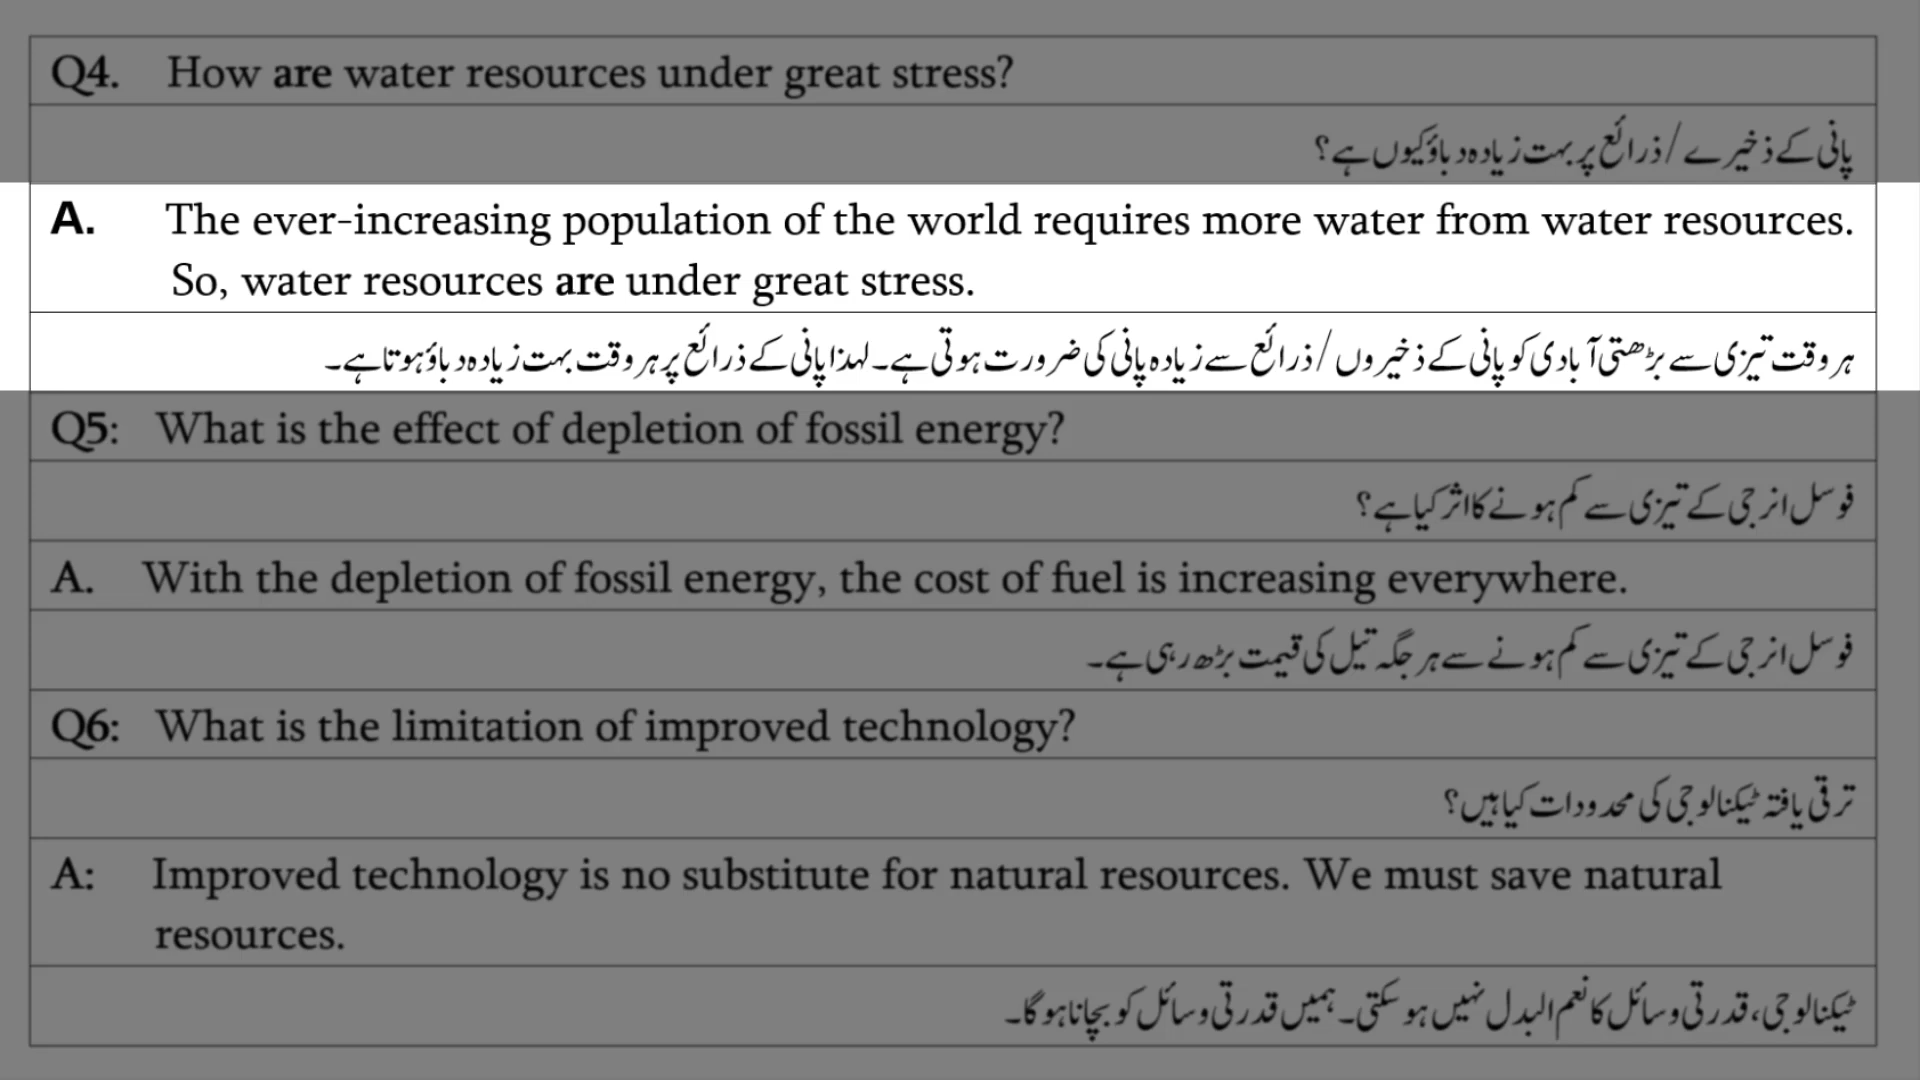 Q4. How are water resources under great stress?
پانی کے ذخیرے / ذرائع پر بہت زیادہ دباؤ کیوں ہے؟
A. The ever-increasing population of the world requires more water from water resources.
So, water resources are under great stress.
ہر وقت تیزی سے بڑھتی آبادی کو پانی کے ذخیروں / ذرائع سے زیادہ پانی کی ضرورت ہوتی ہے۔ لہذا پانی کے ذرائع پر ہر وقت بہت زیادہ دباؤ ہوتا ہے۔
Q5: What is the effect of depletion of fossil energy?
فوسل انرجی کے تیزی سے کم ہونے کا اثر کیا ہے؟
A. With the depletion of fossil energy, the cost of fuel is increasing everywhere.
فوسل انرجی کے تیزی سے کم ہونے سے ہر جگہ تیل کی قیمت بڑھ رہی ہے۔
Q6: What is the limitation of improved technology?
ترقی یافتہ ٹیکنالوجی کی محدودات کیا ہیں؟
A: Improved technology is no substitute for natural resources. We must save natural
resources.
ٹیکنالوجی، قدرتی وسائل کا نعم البدل نہیں ہو سکتی۔ ہمیں قدرتی وسائل کو بچانا ہو گا۔